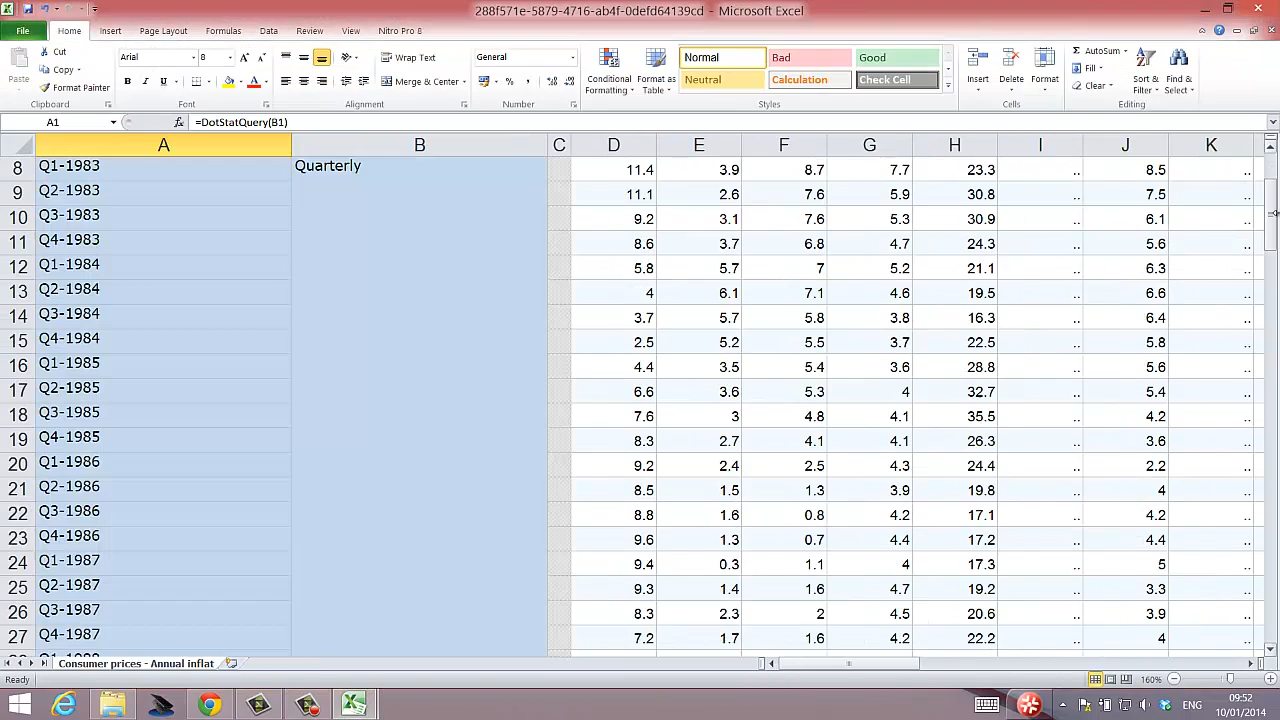 288f571e-5879-4716-ab4f-0defd64139cd - Microsoft Excel
File Home Insert Page Layout Formulas Data Review View Nitro Pro 8
Paste Cut Copy Format Painter
Arial 8 Wrap Text General
Merge & Center
Conditional Formatting Format as Table
Normal Bad Good
Neutral Calculation Check Cell
Insert Delete Format
AutoSum Fill Clear Sort & Filter Find & Select
Clipboard Font Alignment Number Styles Cells Editing
A1 fx =DotStatQuery(B1)
A B C D E F G H I J K
8 Q1-1983 Quarterly 11.4 3.9 8.7 7.7 23.3 .. 8.5 ..
9 Q2-1983 11.1 2.6 7.6 5.9 30.8 .. 7.5 ..
10 Q3-1983 9.2 3.1 7.6 5.3 30.9 .. 6.1 ..
11 Q4-1983 8.6 3.7 6.8 4.7 24.3 .. 5.6 ..
12 Q1-1984 5.8 5.7 7 5.2 21.1 .. 6.3 ..
13 Q2-1984 4 6.1 7.1 4.6 19.5 .. 6.6 ..
14 Q3-1984 3.7 5.7 5.8 3.8 16.3 .. 6.4 ..
15 Q4-1984 2.5 5.2 5.5 3.7 22.5 .. 5.8 ..
16 Q1-1985 4.4 3.5 5.4 3.6 28.8 .. 5.6 ..
17 Q2-1985 6.6 3.6 5.3 4 32.7 .. 5.4 ..
18 Q3-1985 7.6 3 4.8 4.1 35.5 .. 4.2 ..
19 Q4-1985 8.3 2.7 4.1 4.1 26.3 .. 3.6 ..
20 Q1-1986 9.2 2.4 2.5 4.3 24.4 .. 2.2 ..
21 Q2-1986 8.5 1.5 1.3 3.9 19.8 .. 4 ..
22 Q3-1986 8.8 1.6 0.8 4.2 17.1 .. 4.2 ..
23 Q4-1986 9.6 1.3 0.7 4.4 17.2 .. 4.4 ..
24 Q1-1987 9.4 0.3 1.1 4 17.3 .. 5 ..
25 Q2-1987 9.3 1.4 1.6 4.7 19.2 .. 3.3 ..
26 Q3-1987 8.3 2.3 2 4.5 20.6 .. 3.9 ..
27 Q4-1987 7.2 1.7 1.6 4.2 22.2 .. 4 ..
Consumer prices - Annual inflat
Ready 160%
ENG 09:52
10/01/2014